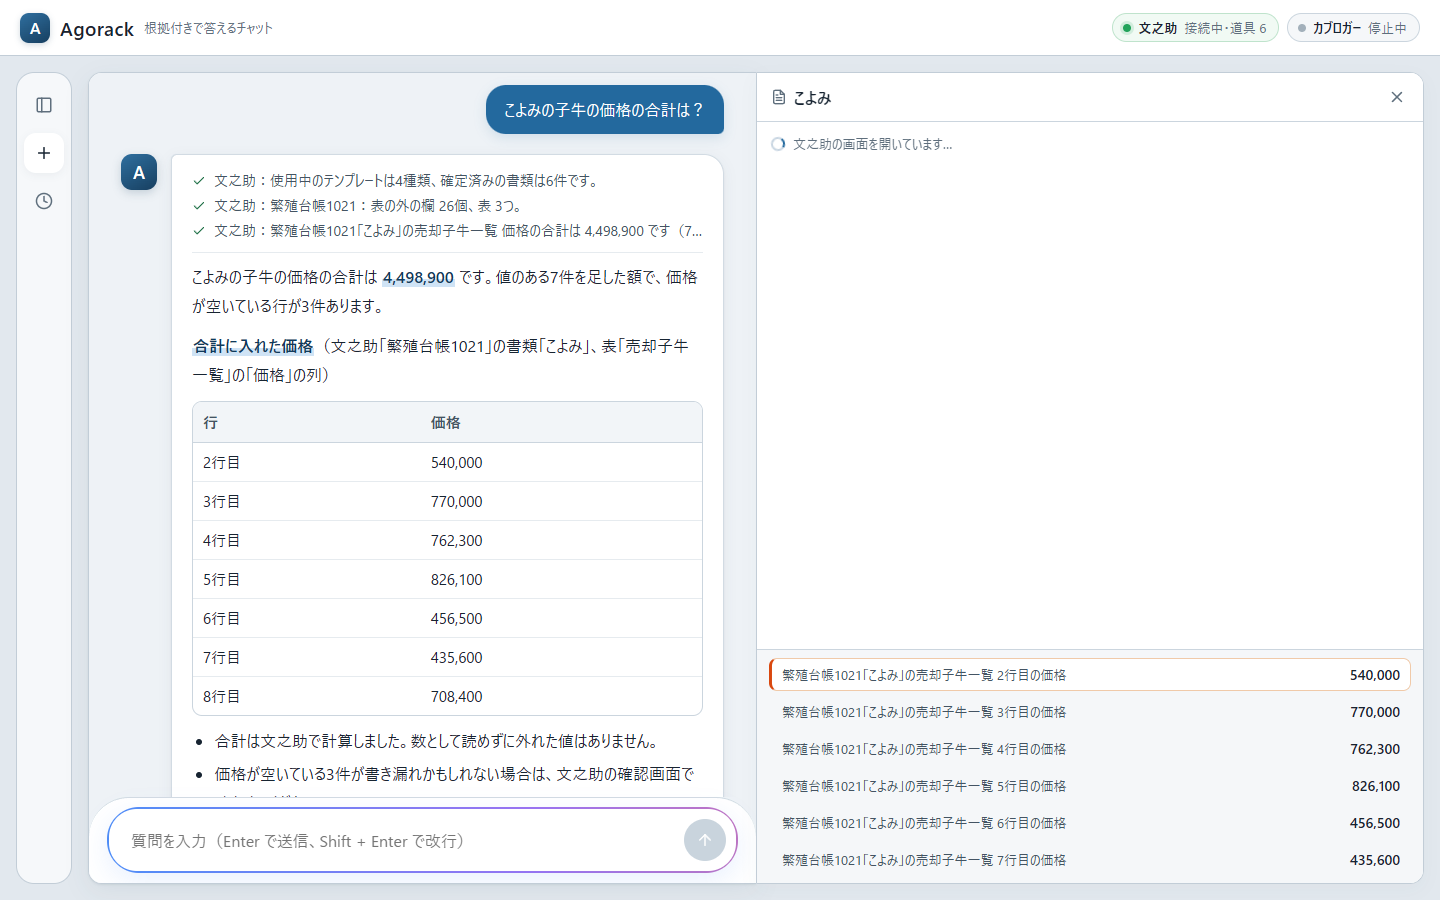 A Agorack 根拠付きで答えるチャット
文之助 接続中・道具 6
カブロガー 停止中
こよみの子牛の価格の合計は？
A
文之助：使用中のテンプレートは4種類、確定済みの書類は6件です。
文之助：繁殖台帳1021：表の外の欄 26個、表 3つ。
文之助：繁殖台帳1021「こよみ」の売却子牛一覧 価格の合計は 4,498,900 です（7...
こよみの子牛の価格の合計は 4,498,900 です。値のある7件を足した額で、価格
が空いている行が3件あります。
合計に入れた価格（文之助「繁殖台帳1021」の書類「こよみ」、表「売却子牛
一覧」の「価格」の列）
行 価格
2行目 540,000
3行目 770,000
4行目 762,300
5行目 826,100
6行目 456,500
7行目 435,600
8行目 708,400
合計は文之助で計算しました。数として読めずに外れた値はありません。
価格が空いている3件が書き漏れかもしれない場合は、文之助の確認画面で
質問を入力（Enter で送信、Shift + Enter で改行）
こよみ
文之助の画面を開いています...
繁殖台帳1021「こよみ」の売却子牛一覧 2行目の価格 540,000
繁殖台帳1021「こよみ」の売却子牛一覧 3行目の価格 770,000
繁殖台帳1021「こよみ」の売却子牛一覧 4行目の価格 762,300
繁殖台帳1021「こよみ」の売却子牛一覧 5行目の価格 826,100
繁殖台帳1021「こよみ」の売却子牛一覧 6行目の価格 456,500
繁殖台帳1021「こよみ」の売却子牛一覧 7行目の価格 435,600